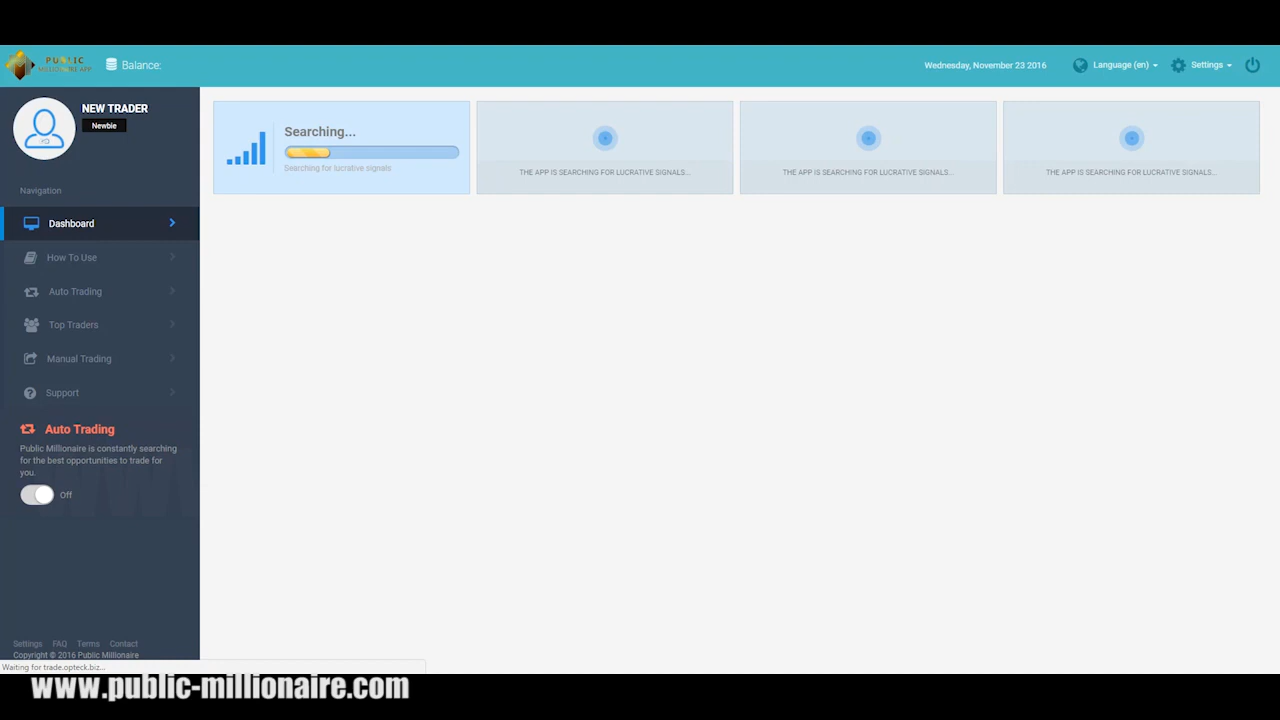 PUBLIC
MILLIONAIRE APP
Balance:
Wednesday, November 23 2016
Language (en)
Settings
NEW TRADER
Newbie
Searching...
Searching for lucrative signals
THE APP IS SEARCHING FOR LUCRATIVE SIGNALS...
THE APP IS SEARCHING FOR LUCRATIVE SIGNALS...
THE APP IS SEARCHING FOR LUCRATIVE SIGNALS...
Navigation
Dashboard
How To Use
Auto Trading
Top Traders
Manual Trading
Support
Auto Trading
Public Millionaire is constantly searching
for the best opportunities to trade for
you.
Off
Settings FAQ Terms Contact
Copyright © 2016 Public Millionaire
Waiting for trade.opteck.biz...
www.public-millionaire.com